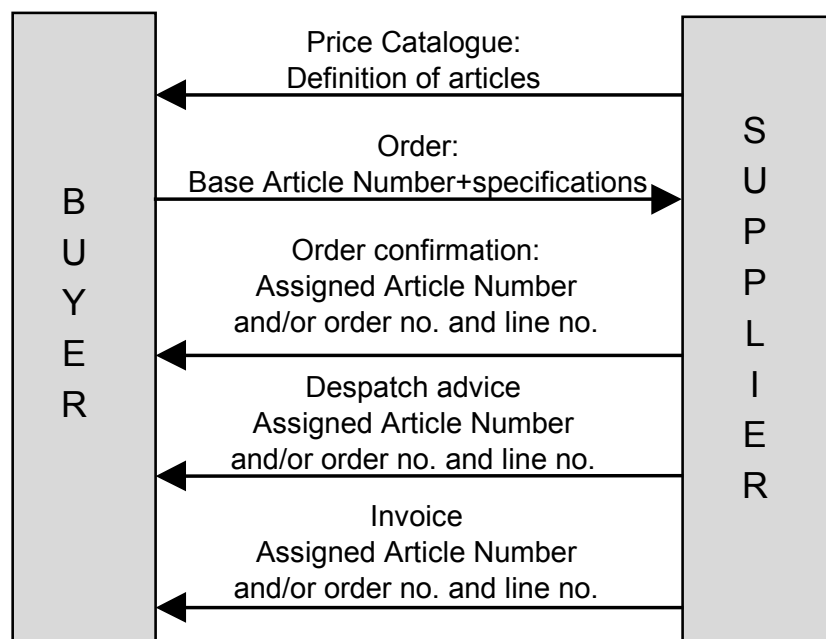 Price Catalogue:
Definition of articles
Order:
Base Article Number+specifications
Order confirmation:
Assigned Article Number
and/or order no. and line no.
Despatch advice
Assigned Article Number
and/or order no. and line no.
Invoice
Assigned Article Number
and/or order no. and line no.
BUYER
SUPPLIER